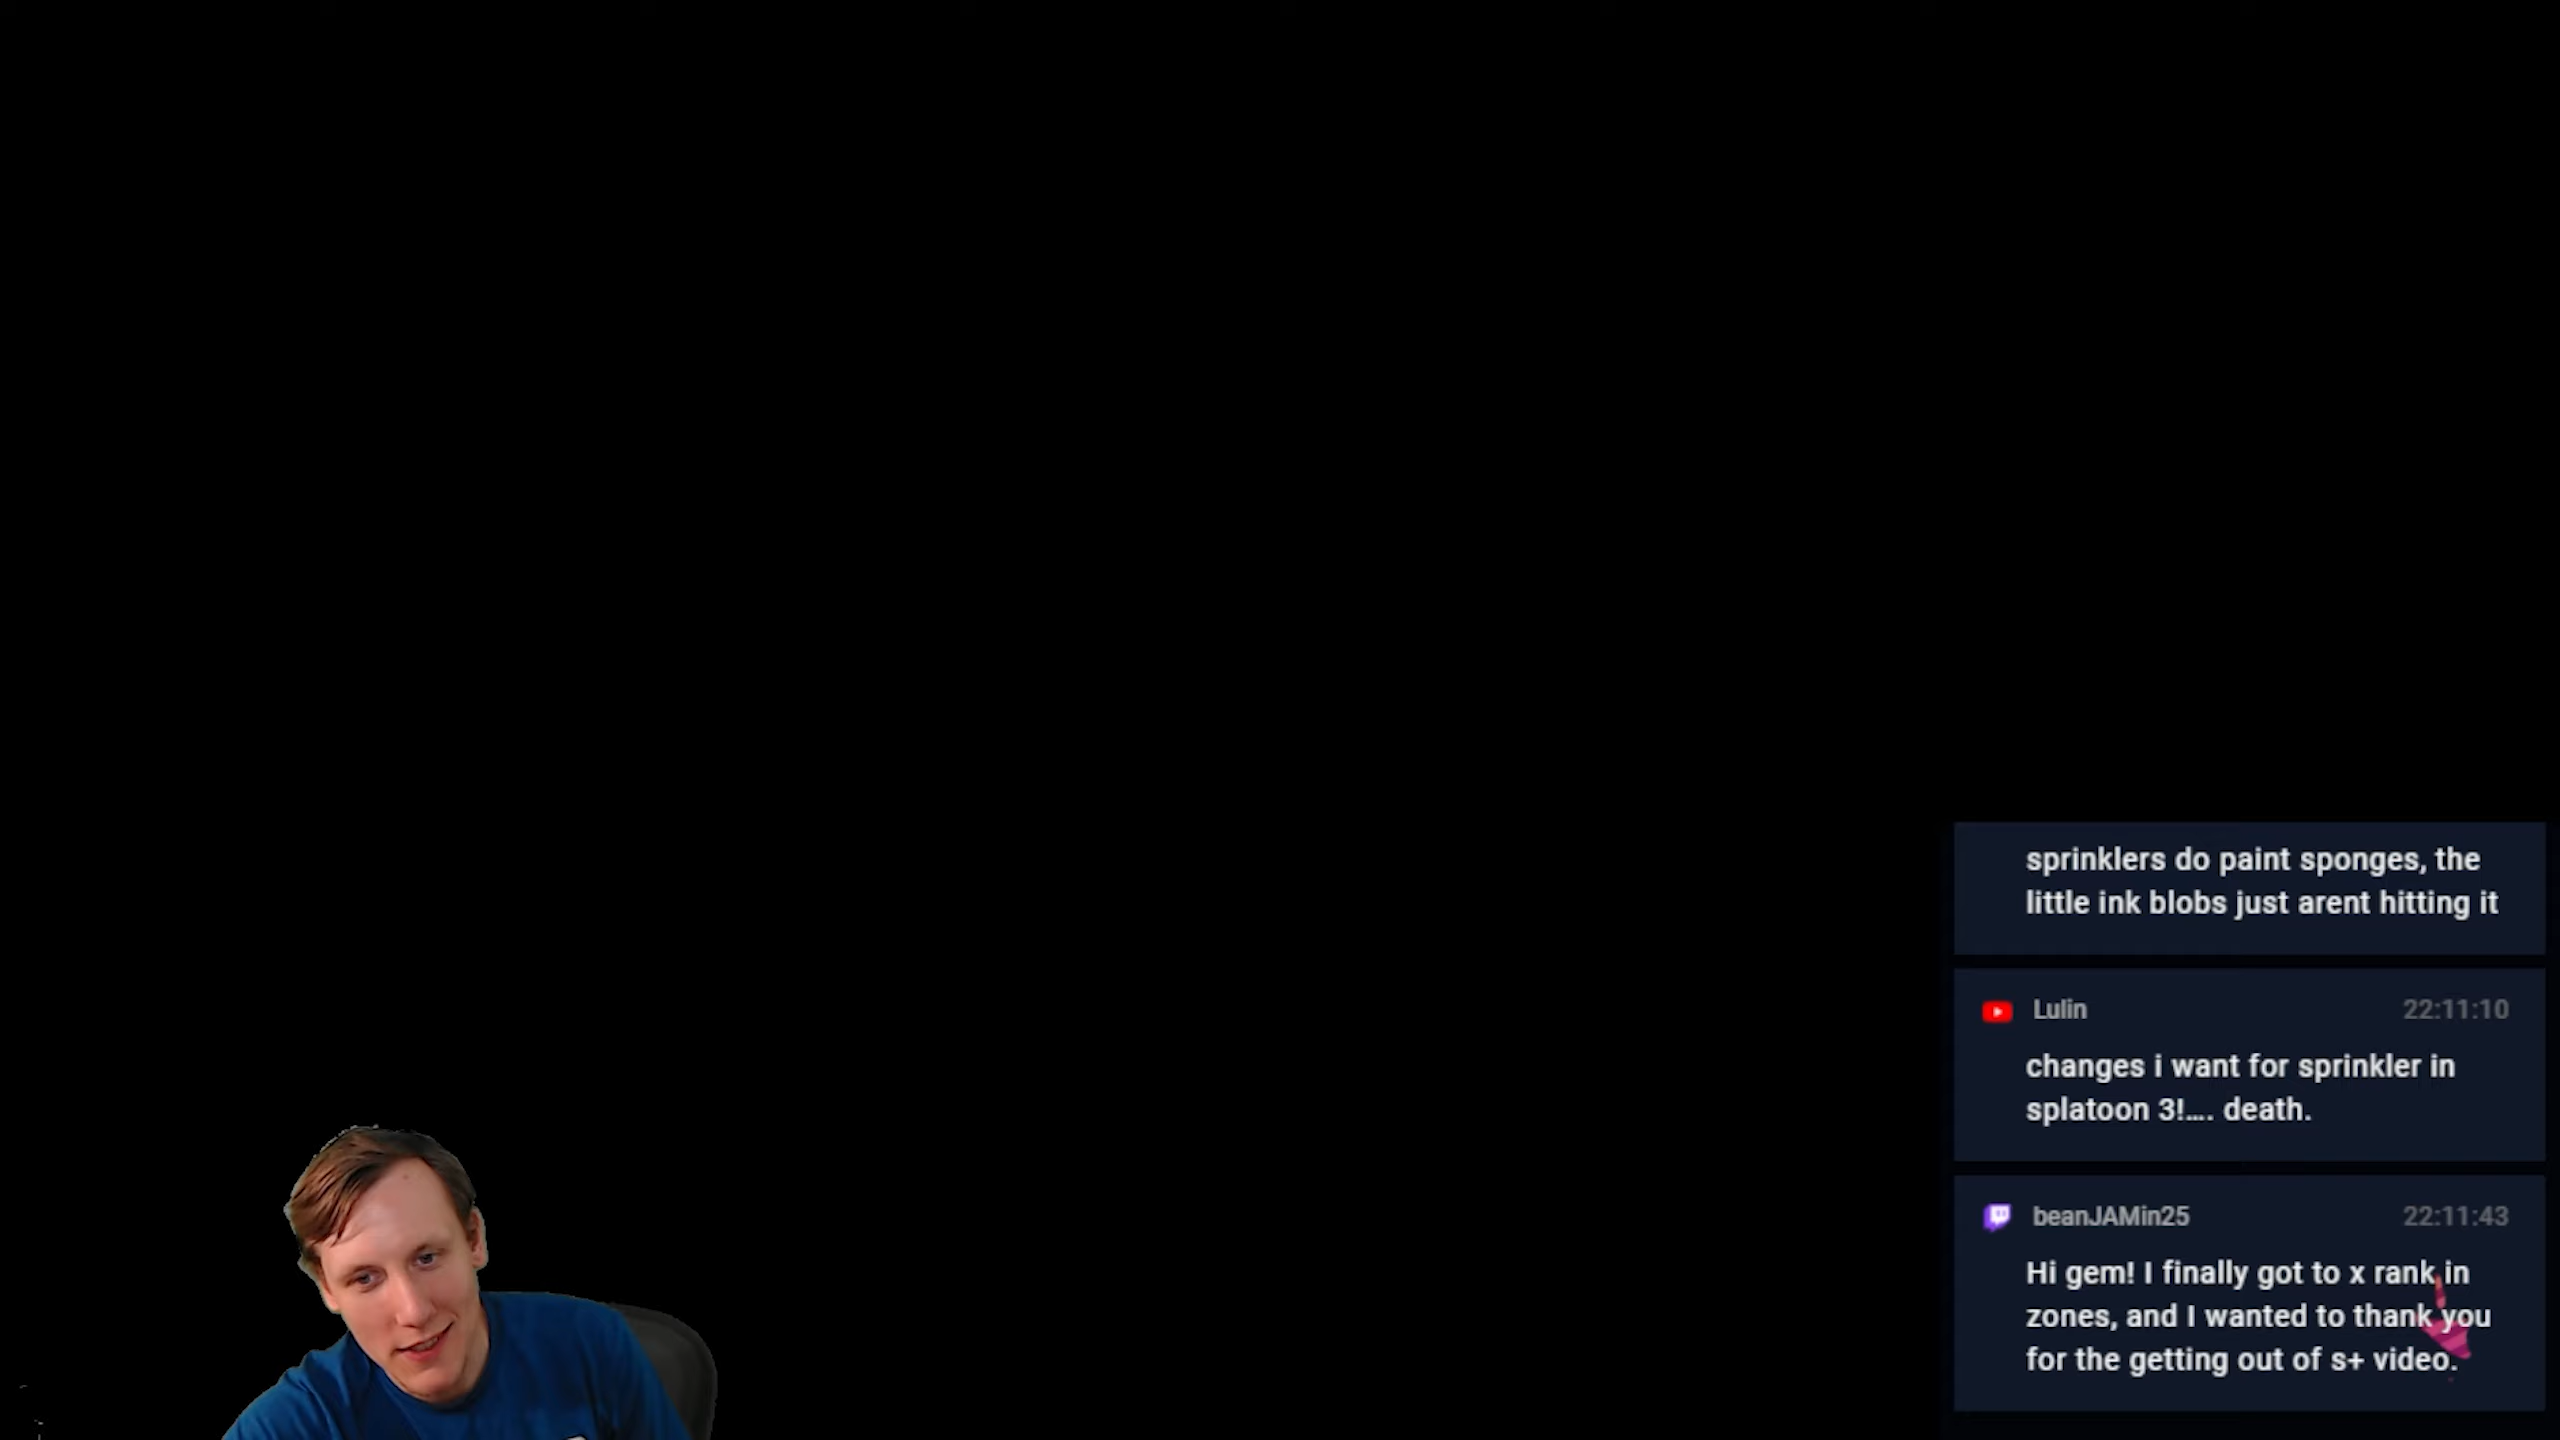 sprinklers do paint sponges, the
little ink blobs just arent hitting it
Lulin 22:11:10
changes i want for sprinkler in
splatoon 3!.... death.
beanJAMin25 22:11:43
Hi gem! I finally got to x rank in
zones, and I wanted to thank you
for the getting out of s+ video.